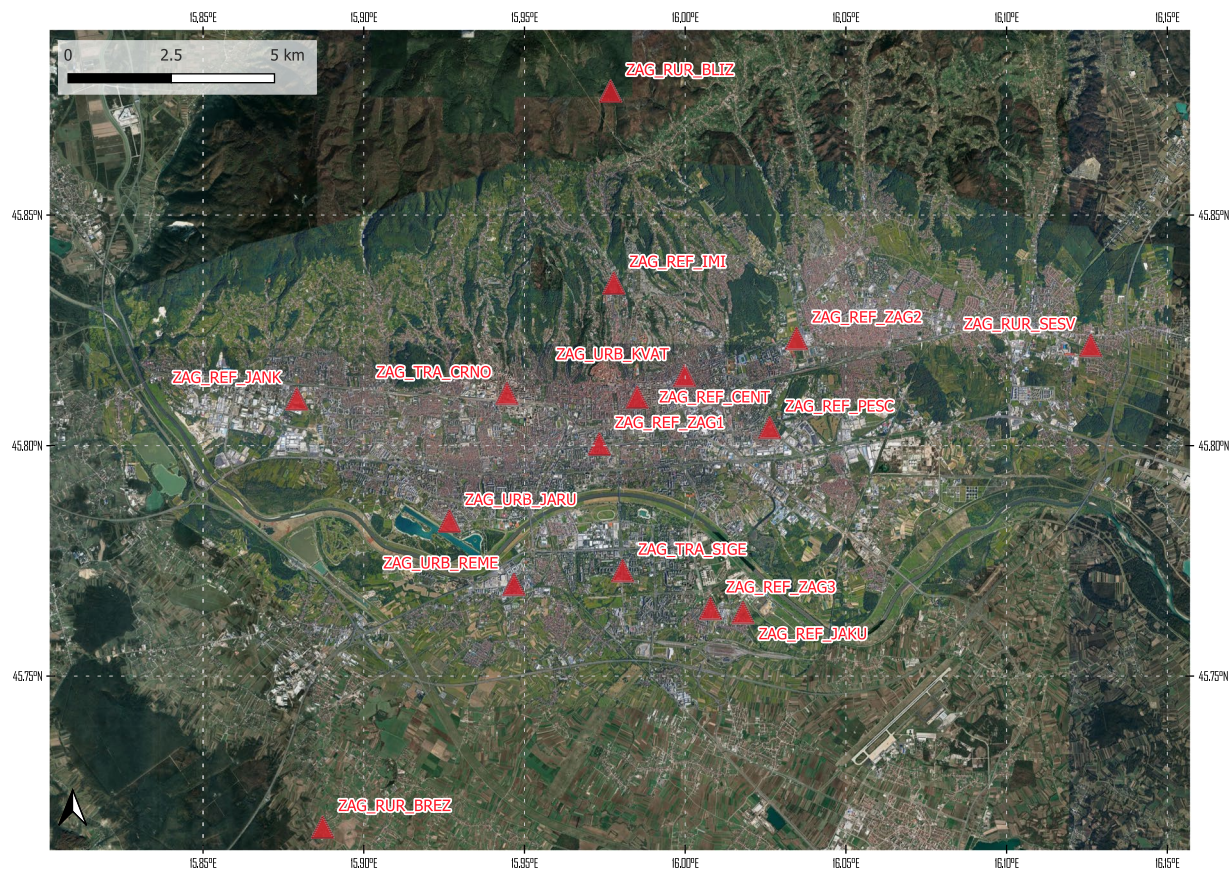 15.85°E 15.90°E 15.95°E 16.00°E 16.05°E 16.10°E 16.15°E
0 2.5 5 km
ZAG_RUR_BLIZ
45.85°N 45.85°N
ZAG_REF_IMI
ZAG_REF_ZAG2
ZAG_RUR_SESV
ZAG_URB_KVAT
ZAG_TRA_CRNO
ZAG_REF_JANK
ZAG_REF_CENT
ZAG_REF_PESC
ZAG_REF_ZAG1
45.80°N 45.80°N
ZAG_URB_JARU
ZAG_TRA_SIGE
ZAG_URB_REME
ZAG_REF_ZAG3
ZAG_REF_JAKU
45.75°N 45.75°N
ZAG_RUR_BREZ
15.85°E 15.90°E 15.95°E 16.00°E 16.05°E 16.10°E 16.15°E